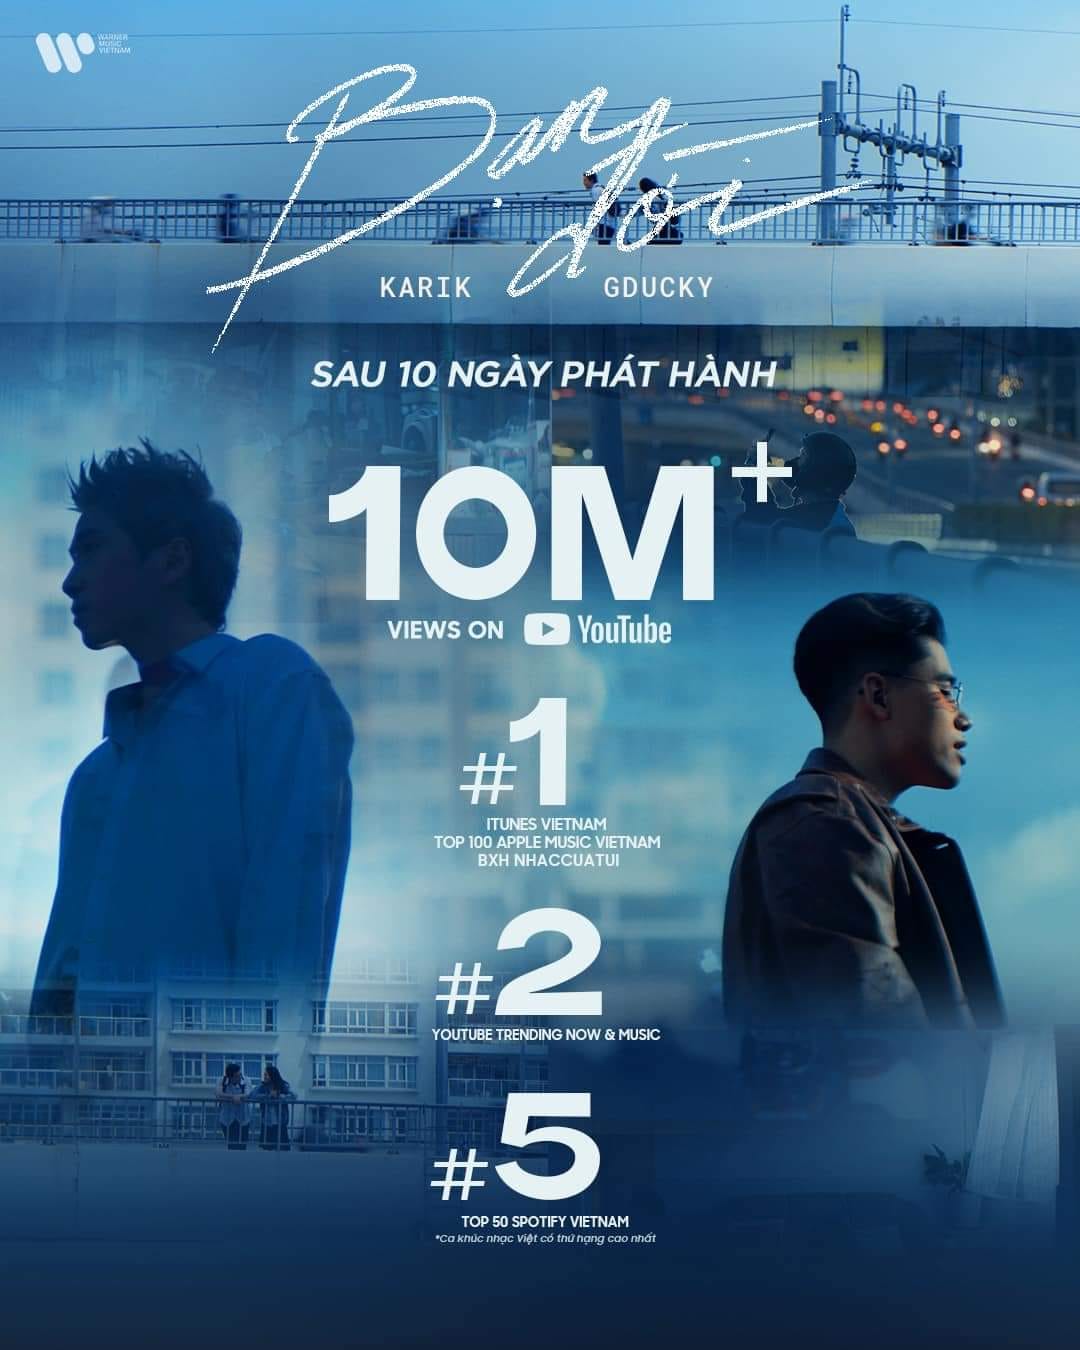 WARNER
MUSIC
VIETNAM
Bạn đời
KARIK GDUCKY
SAU 10 NGÀY PHÁT HÀNH
10M+
VIEWS ON YouTube
#1
ITUNES VIETNAM
TOP 100 APPLE MUSIC VIETNAM
BXH NHACCUATUI
#2
YOUTUBE TRENDING NOW & MUSIC
#5
TOP 50 SPOTIFY VIETNAM
*Ca khúc nhạc Việt có thứ hạng cao nhất